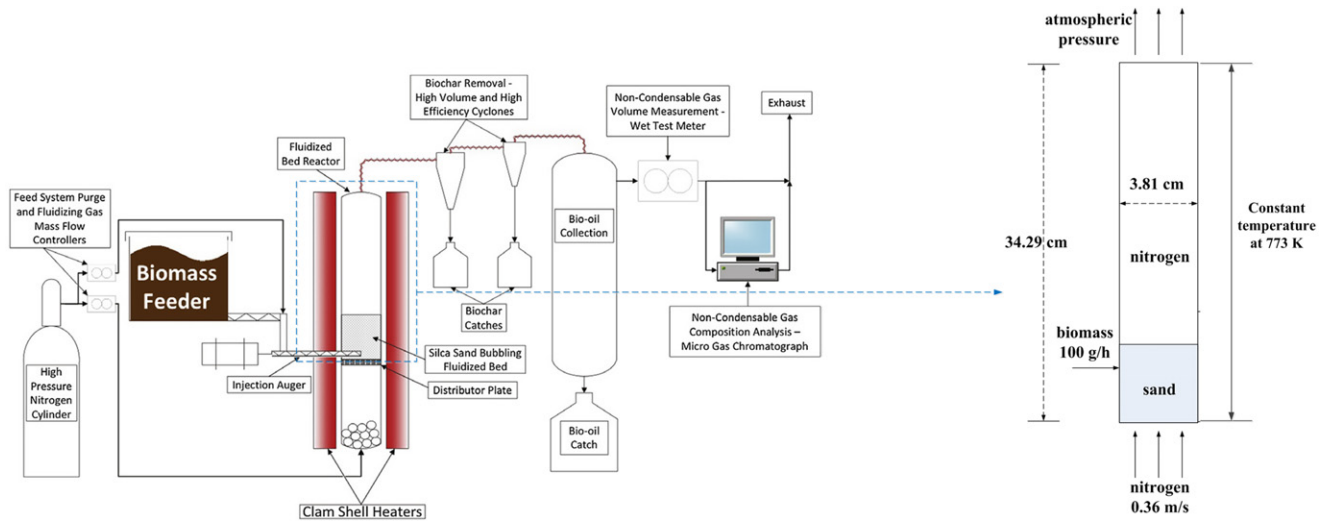 Feed System Purge
and Fluidizing Gas
Mass Flow
Controllers
Biomass
Feeder
High
Pressure
Nitrogen
Cylinder
Injection Auger
Fluidized
Bed Reactor
Biochar Removal -
High Volume and High
Efficiency Cyclones
Biochar
Catches
Silca Sand Bubbling
Fluidized Bed
Distributor Plate
Clam Shell Heaters
Bio-oil
Collection
Bio-oil
Catch
Non-Condensable Gas
Volume Measurement -
Wet Test Meter
Exhaust
Non-Condensable Gas
Composition Analysis –
Micro Gas Chromatograph
atmospheric
pressure
34.29 cm
3.81 cm
nitrogen
Constant
temperature
at 773 K
biomass
100 g/h
sand
nitrogen
0.36 m/s